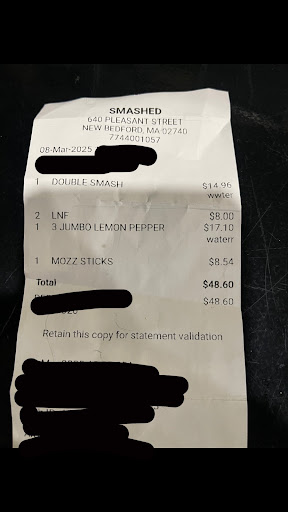 SMASHED
640 PLEASANT STREET
NEW BEDFORD, MA 02740
7744001057
08-Mar-2025
1 DOUBLE SMASH $14.96
wwter
2 LNF $8.00
1 3 JUMBO LEMON PEPPER $17.10
waterr
1 MOZZ STICKS $8.54
Total $48.60
$48.60
Retain this copy for statement validation